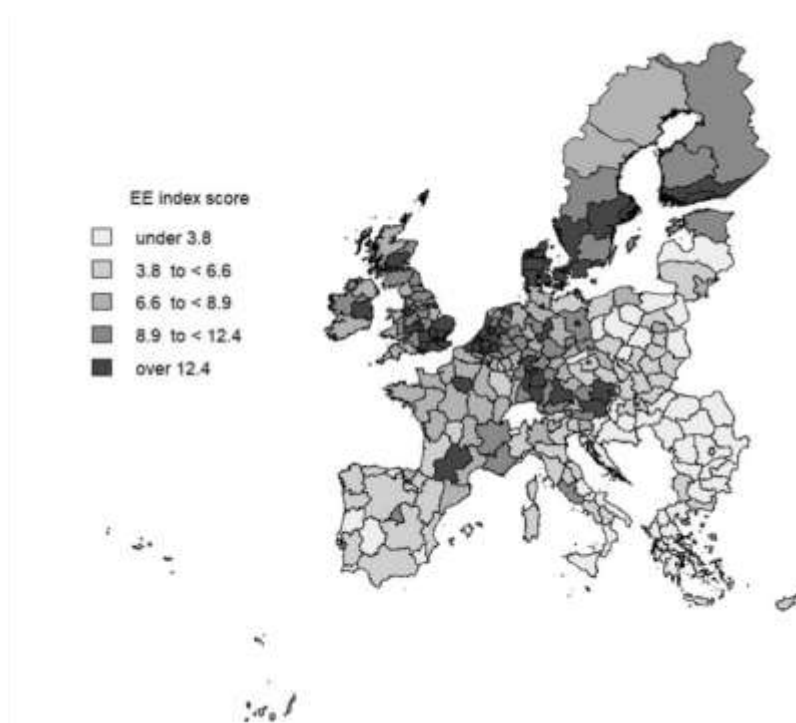 EE index score
under 3.8
3.8 to < 6.6
6.6 to < 8.9
8.9 to < 12.4
over 12.4